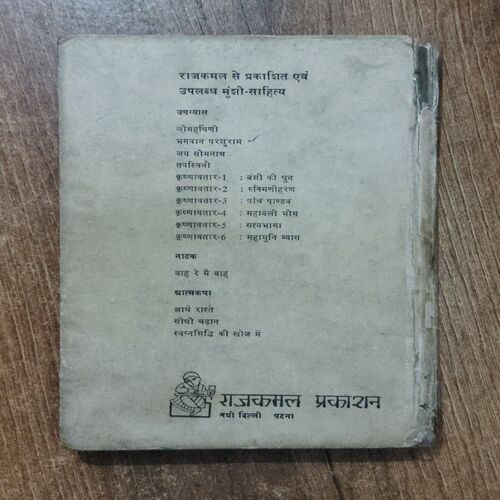 राजकमल से प्रकाशित एवं
उपलब्ध मुंशी-साहित्य
उपन्यास
लोमहर्षिणी
भगवान परशुराम
जय सोमनाथ
तपस्विनी
कृष्णावतार-1 : बंसी की धुन
कृष्णावतार-2 : रुक्मिणीहरण
कृष्णावतार-3 : पाँच पाण्डव
कृष्णावतार-4 : महाबली भीम
कृष्णावतार-5 : सत्यभामा
कृष्णावतार-6 : महामुनि व्यास
नाटक
वाह रे मैं वाह
आत्मकथा
आधे रास्ते
सीधी चढ़ान
स्वप्नसिद्धि की खोज में
राजकमल प्रकाशन
नयी दिल्ली पटना